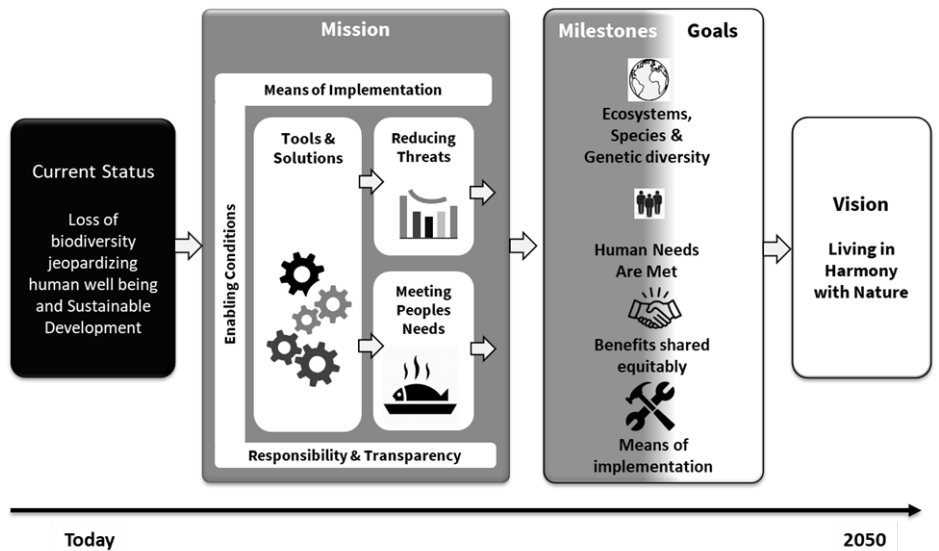 Current Status
Loss of
biodiversity
jeopardizing
human well being
and Sustainable
Development
Mission
Means of Implementation
Enabling Conditions
Tools &
Solutions
Reducing
Threats
Meeting
Peoples
Needs
Responsibility & Transparency
Milestones Goals
Ecosystems,
Species &
Genetic diversity
Human Needs
Are Met
Benefits shared
equitably
Means of
implementation
Vision
Living in
Harmony
with Nature
Today
2050